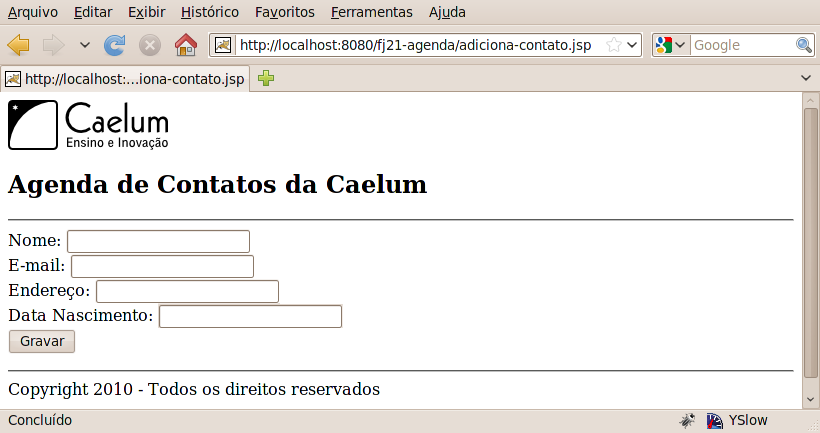 Arquivo Editar Exibir Histórico Favoritos Ferramentas Ajuda
http://localhost:8080/fj21-agenda/adiciona-contato.jsp Google
http://localhost:...iona-contato.jsp
Caelum
Ensino e Inovação
Agenda de Contatos da Caelum
Nome:
E-mail:
Endereço:
Data Nascimento:
Gravar
Copyright 2010 - Todos os direitos reservados
Concluído YSlow